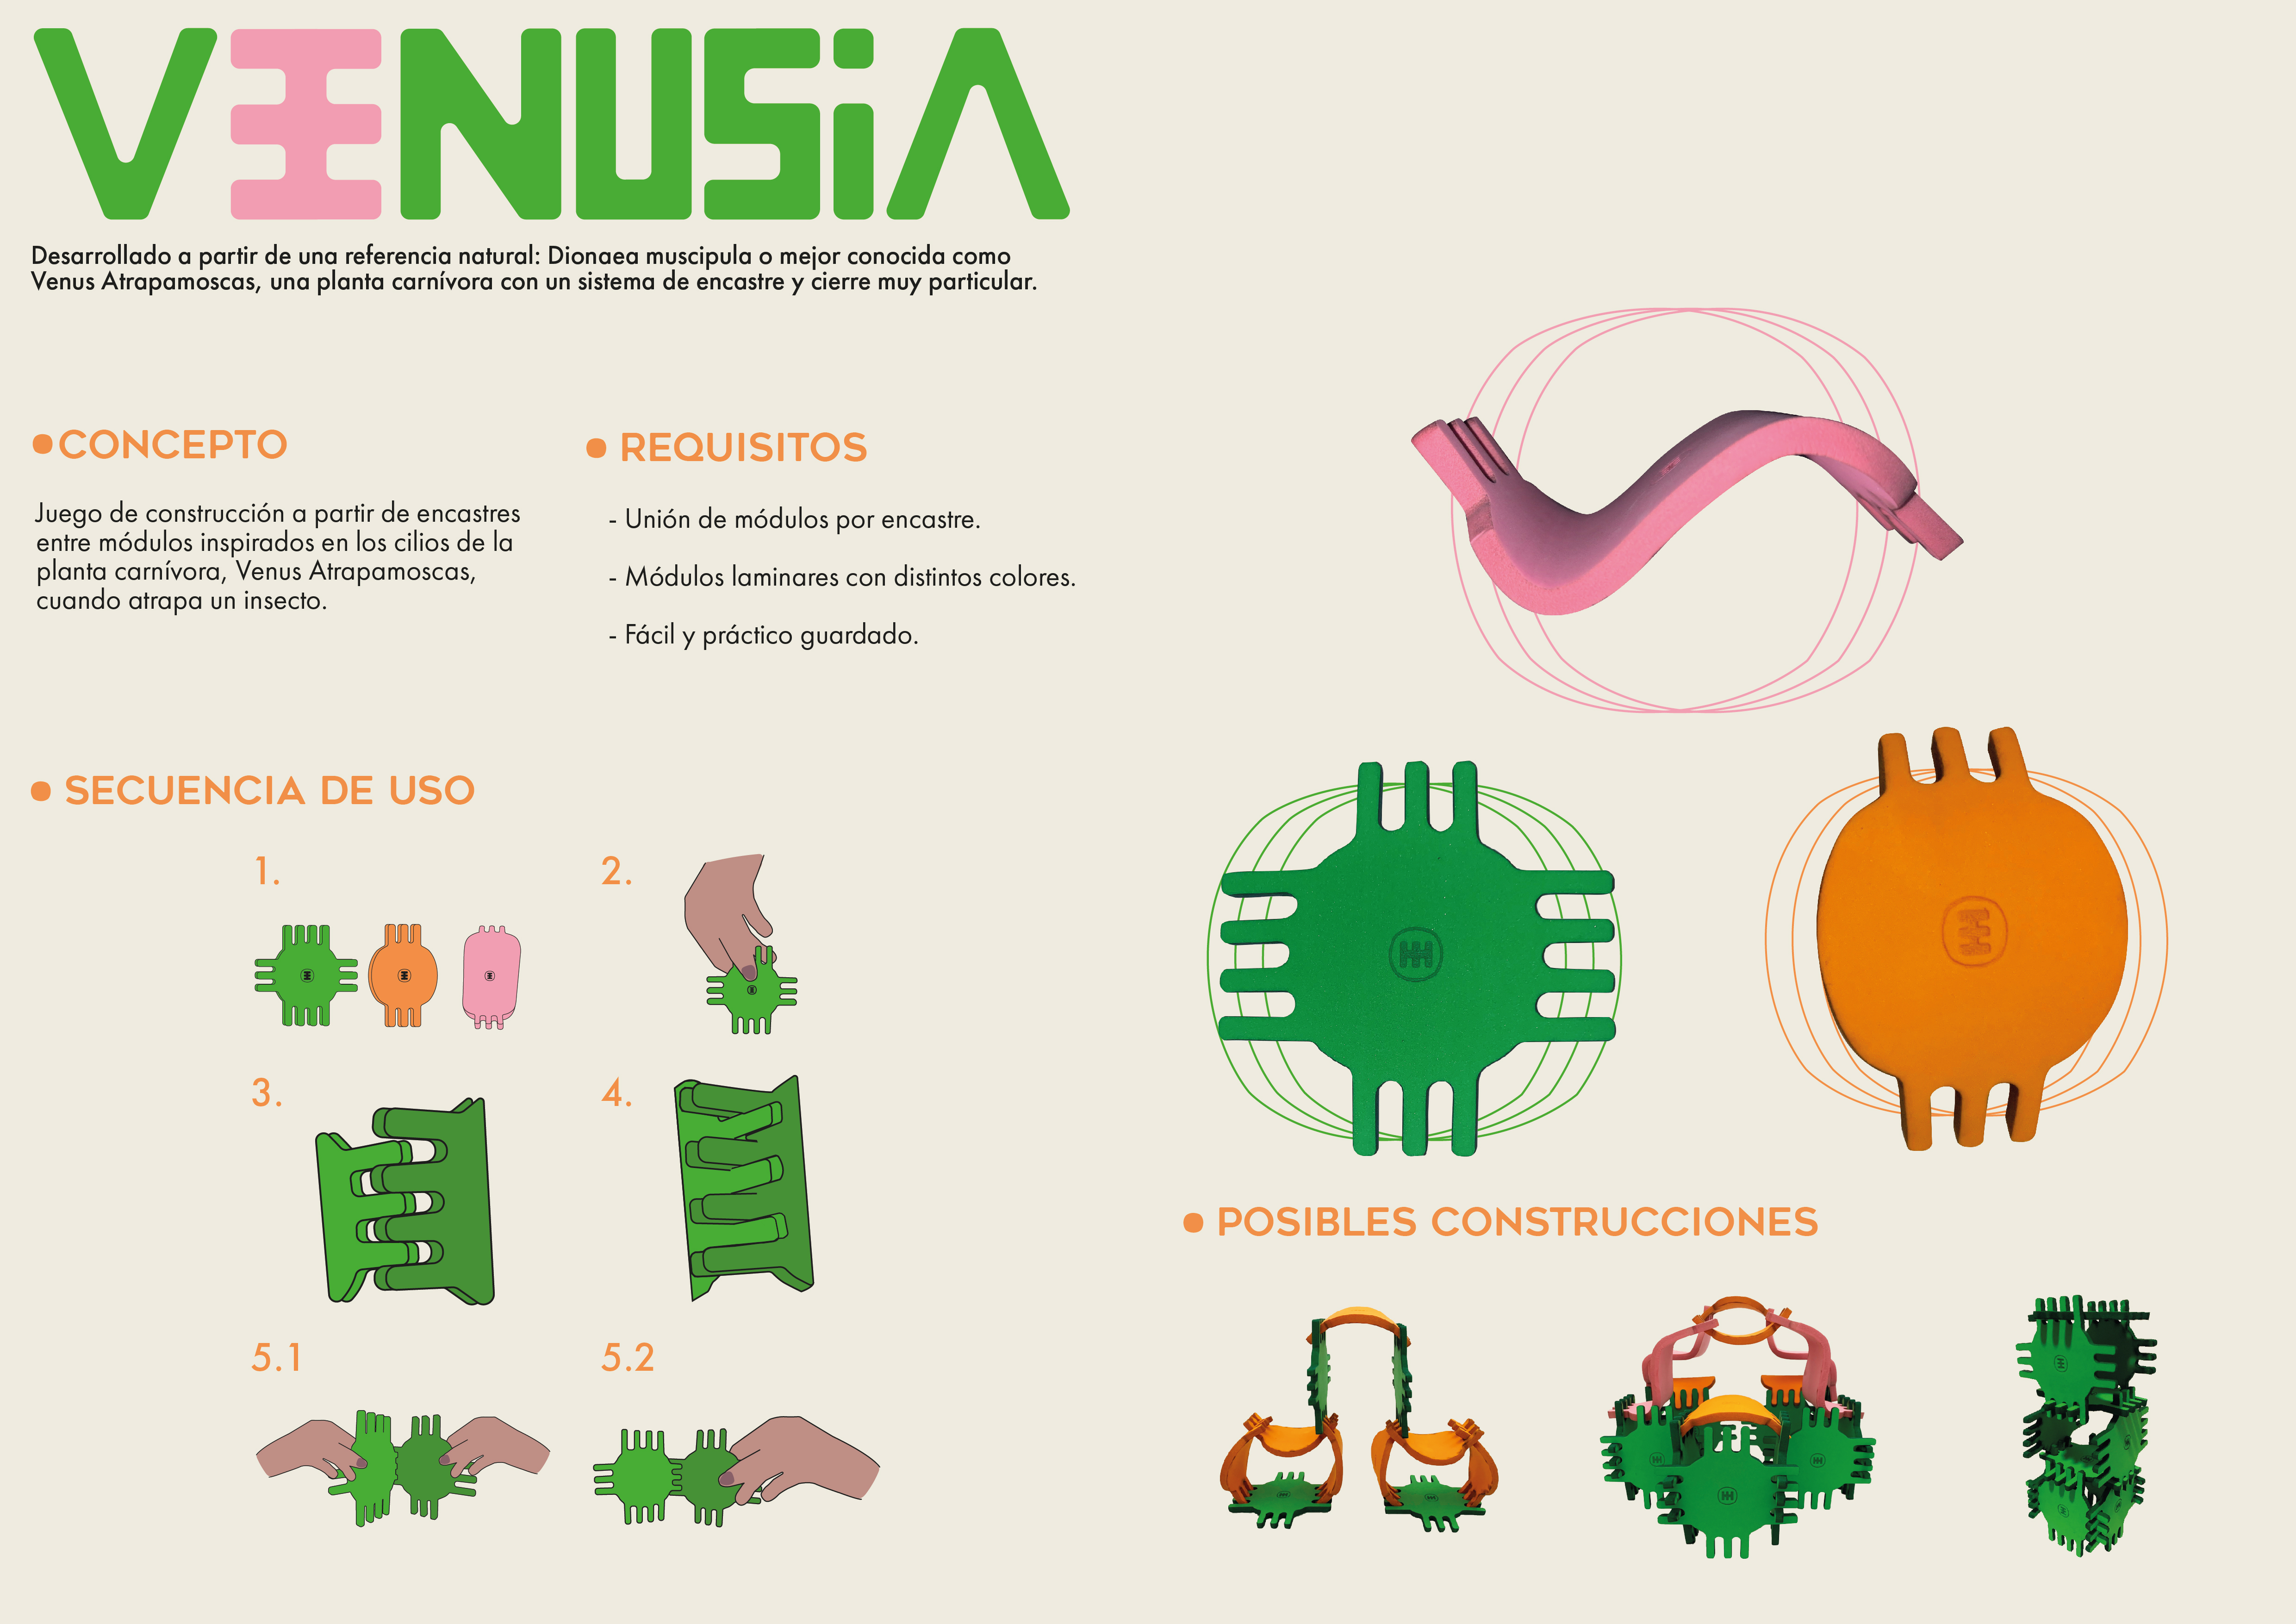 VENUSiA
Desarrollado a partir de una referencia natural: Dionaea muscipula o mejor conocida como
Venus Atrapamoscas, una planta carnívora con un sistema de encastre y cierre muy particular.
CONCEPTO
Juego de construcción a partir de encastres
entre módulos inspirados en los cilios de la
planta carnívora, Venus Atrapamoscas,
cuando atrapa un insecto.
REQUISITOS
- Unión de módulos por encastre.
- Módulos laminares con distintos colores.
- Fácil y práctico guardado.
SECUENCIA DE USO
1.
2.
3.
4.
5.1
5.2
POSIBLES CONSTRUCCIONES